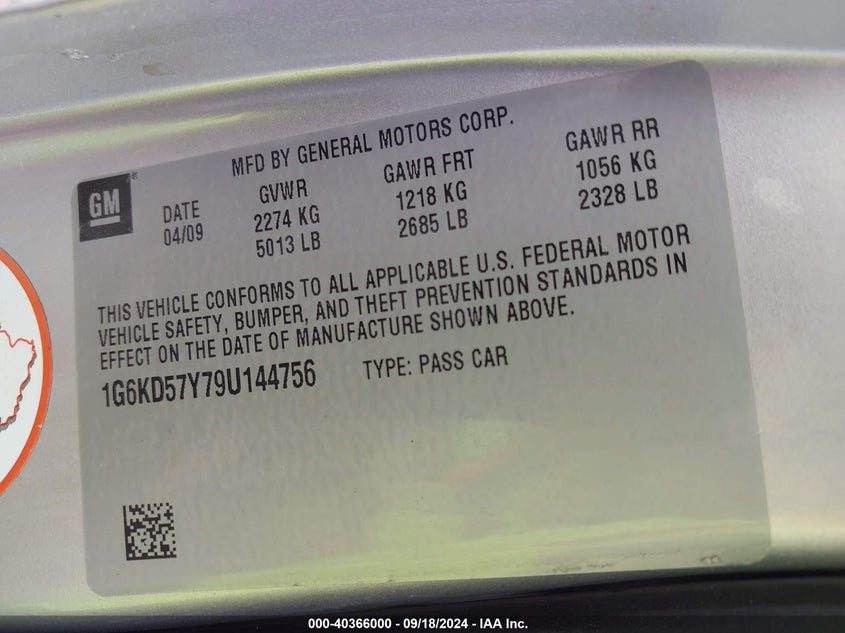 MFD BY GENERAL MOTORS CORP.
GM®
DATE GVWR GAWR FRT GAWR RR
04/09 2274 KG 1218 KG 1056 KG
5013 LB 2685 LB 2328 LB
THIS VEHICLE CONFORMS TO ALL APPLICABLE U.S. FEDERAL MOTOR
VEHICLE SAFETY, BUMPER, AND THEFT PREVENTION STANDARDS IN
EFFECT ON THE DATE OF MANUFACTURE SHOWN ABOVE.
1G6KD57Y79U144756 TYPE: PASS CAR
000-40366000 - 09/18/2024 - IAA Inc.